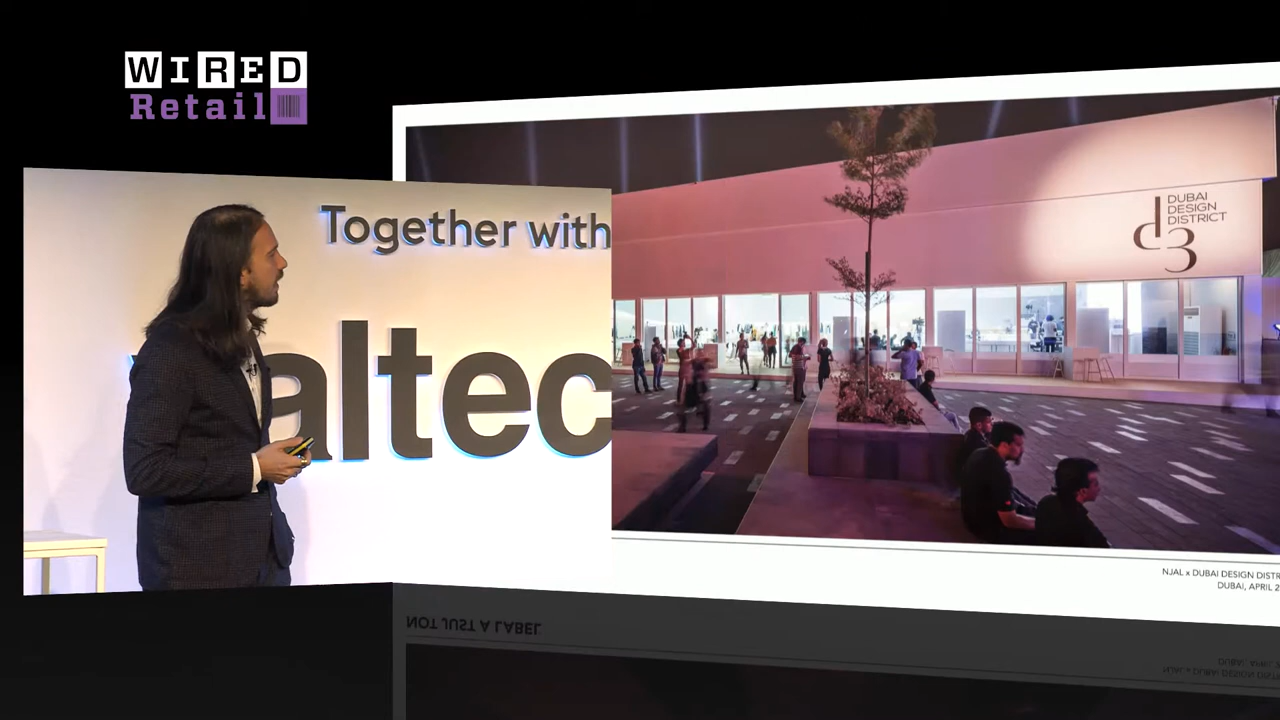 WIRED
Retail
Together with
altec
DUBAI
DESIGN
DISTRICT
d3
NJAL x DUBAI DESIGN DISTR
DUBAI, APRIL 2
NOT JUST A LABEL